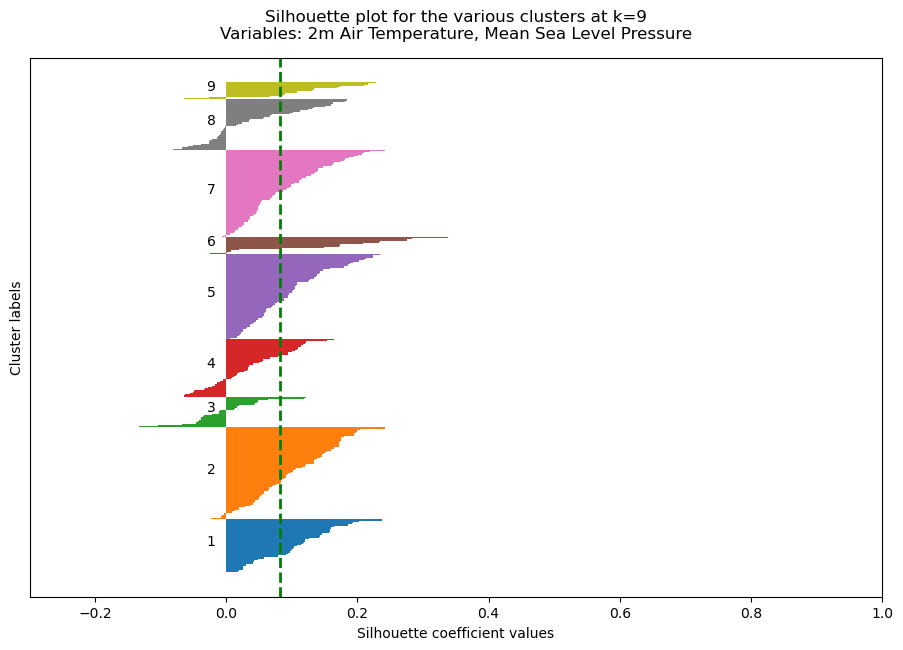 Silhouette plot for the various clusters at k=9
Variables: 2m Air Temperature, Mean Sea Level Pressure
9
8
7
6
5
4
3
2
1
Cluster labels
−0.2 0.0 0.2 0.4 0.6 0.8 1.0
Silhouette coefficient values